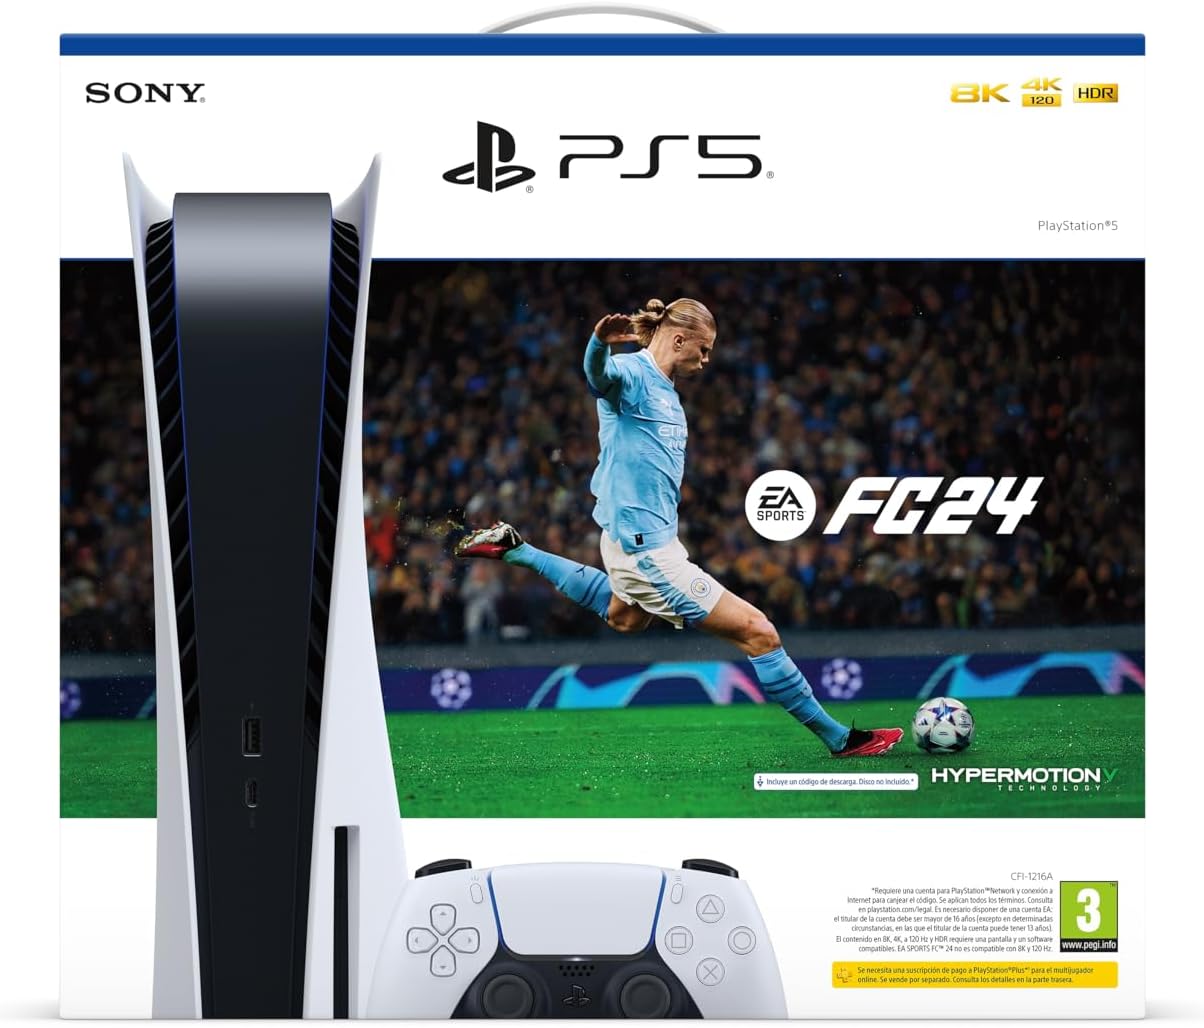 SONY®
8K 4K 120 HDR
PS5®
PlayStation®5
ETIHAD
EA SPORTS FC 24
Incluye un código de descarga. Disco no incluido.*
HYPERMOTION V
TECHNOLOGY
CFI-1216A
*Requiere una cuenta para PlayStation™Network y conexión a
Internet para canjear el código. Se aplican todos los términos. Consulta
en playstation.com/legal. Es necesario disponer de una cuenta EA;
el titular de la cuenta debe ser mayor de 16 años (excepto en determinadas
circunstancias, en las que el titular de la cuenta puede tener 13 años).
El contenido en 8K, 4K, a 120 Hz y HDR requiere una pantalla y un software
compatibles. EA SPORTS FC™ 24 no es compatible con 8K y 120 Hz.
3
www.pegi.info
Se necesita una suscripción de pago a PlayStation®Plus* para el multijugador
online. Se vende por separado. Consulta los detalles en la parte trasera.